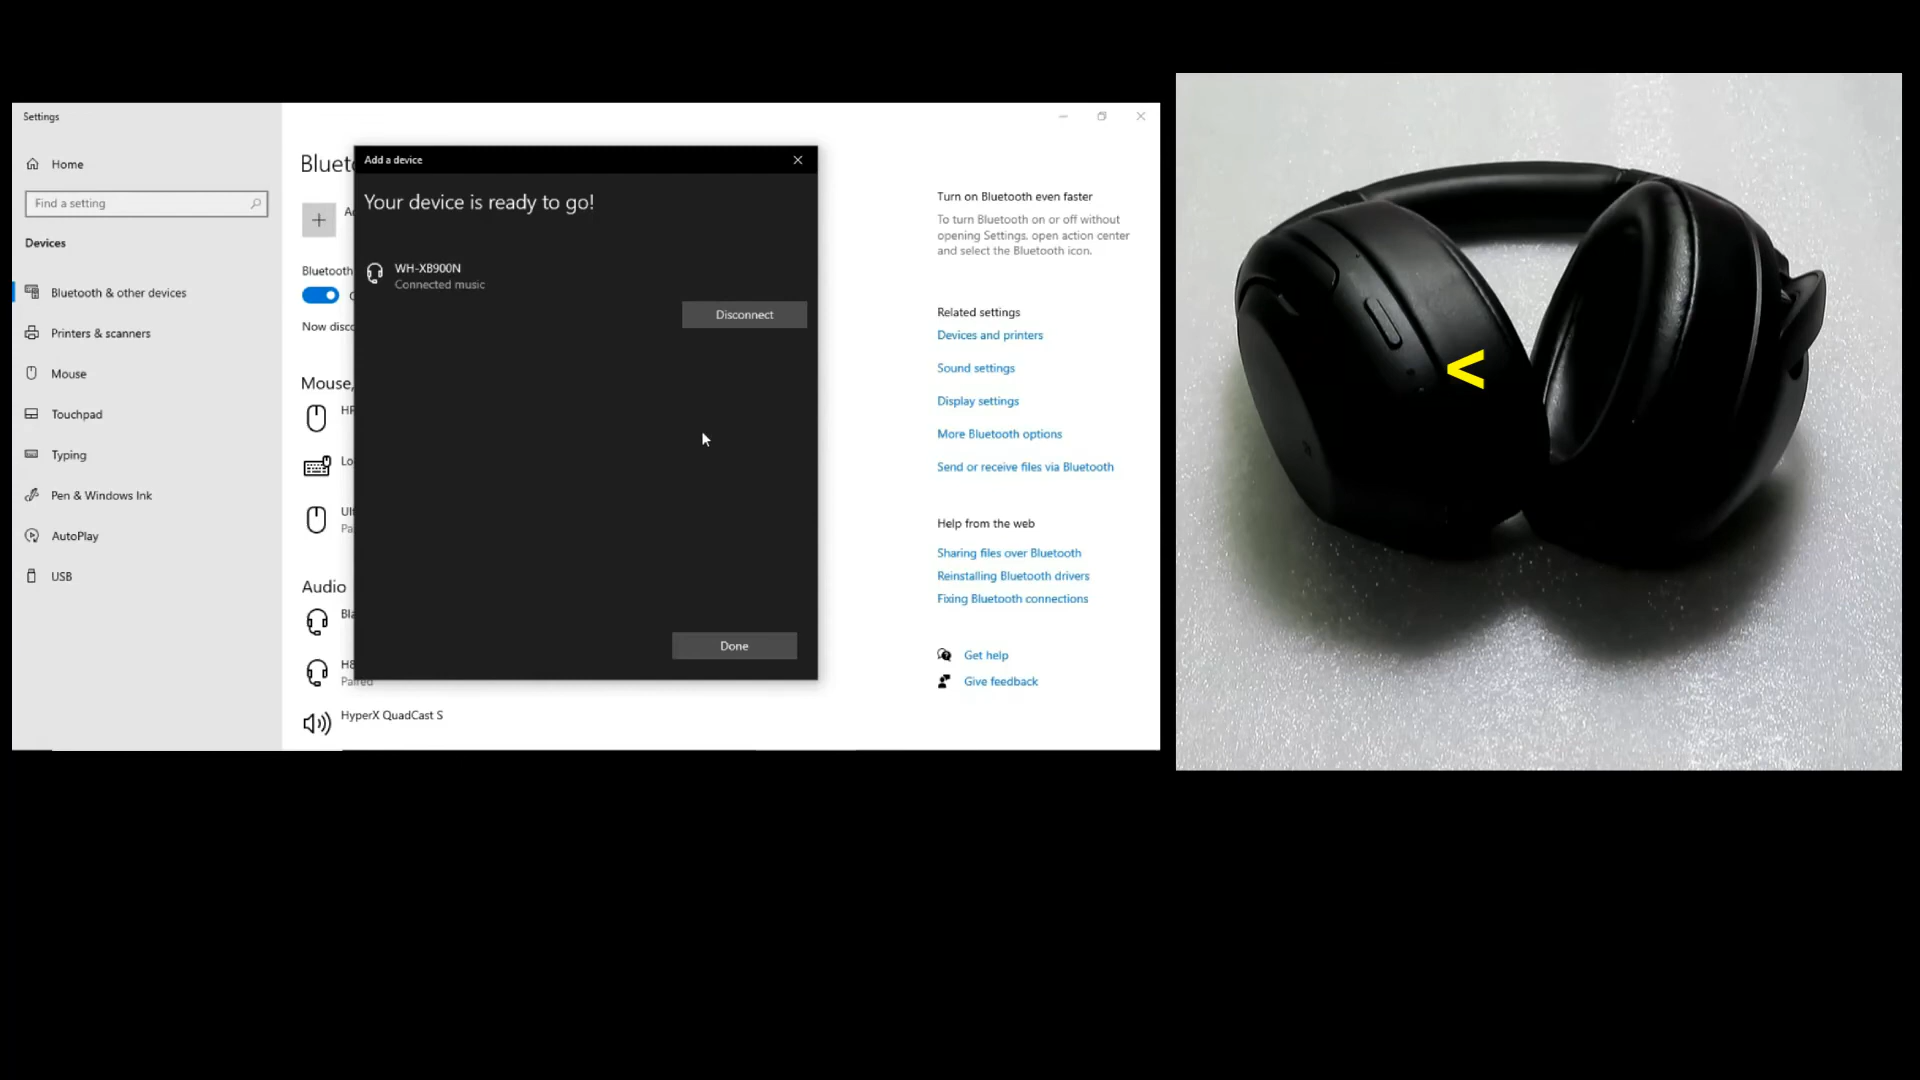 Settings
Home
Find a setting
Devices
Bluetooth & other devices
Printers & scanners
Mouse
Touchpad
Typing
Pen & Windows Ink
AutoPlay
USB
Add a device
Your device is ready to go!
WH-XB900N
Connected music
Disconnect
Done
Bluetooth
Mouse,
Audio
Paired
HyperX QuadCast S
Turn on Bluetooth even faster
To turn Bluetooth on or off without
opening Settings, open action center
and select the Bluetooth icon.
Related settings
Devices and printers
Sound settings
Display settings
More Bluetooth options
Send or receive files via Bluetooth
Help from the web
Sharing files over Bluetooth
Reinstalling Bluetooth drivers
Fixing Bluetooth connections
Get help
Give feedback
<